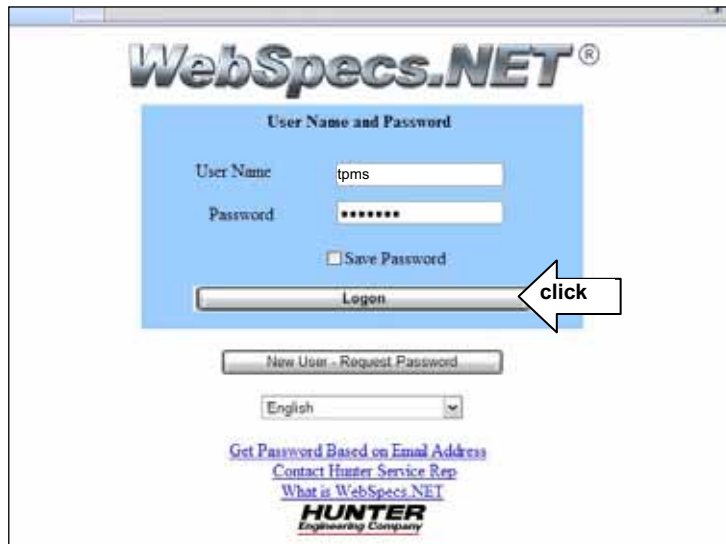 WebSpecs.NET®
User Name and Password
User Name tpms
Password •••••••
Save Password
Logon
click
New User - Request Password
English
Get Password Based on Email Address
Contact Hunter Service Rep
What is WebSpecs.NET
HUNTER
Engineering Company